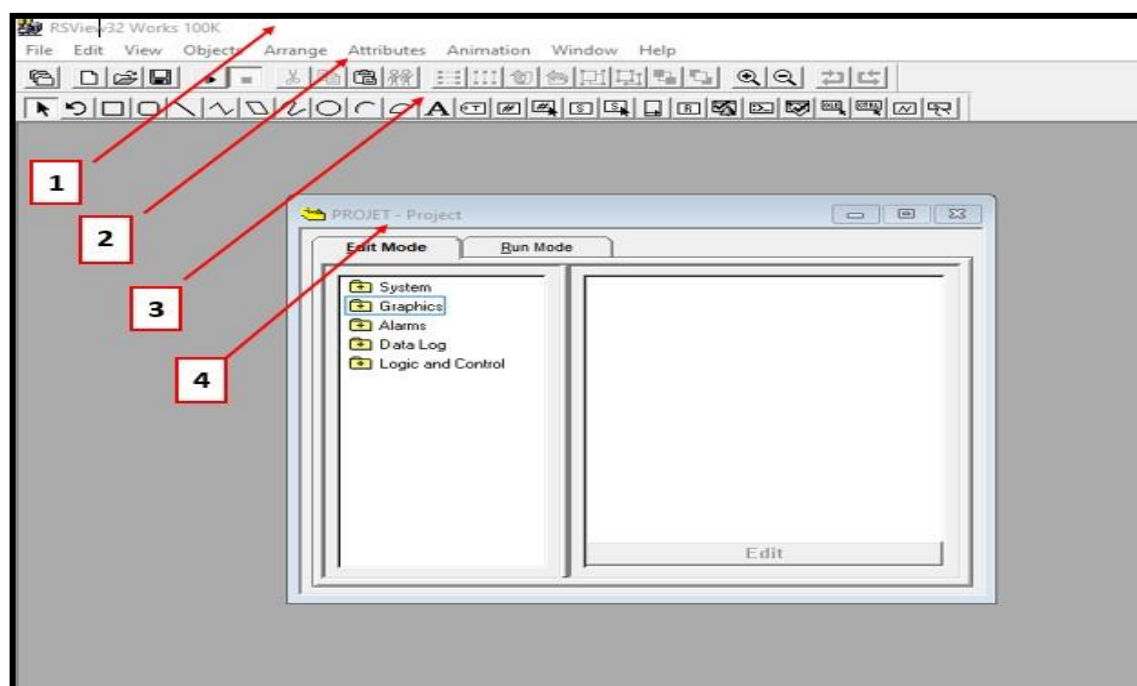 RSView32 Works 100K
File Edit View Objects Arrange Attributes Animation Window Help
A T # # S S R OLE
1
2
3
4
PROJET - Project
Edit Mode Run Mode
System
Graphics
Alarms
Data Log
Logic and Control
Edit